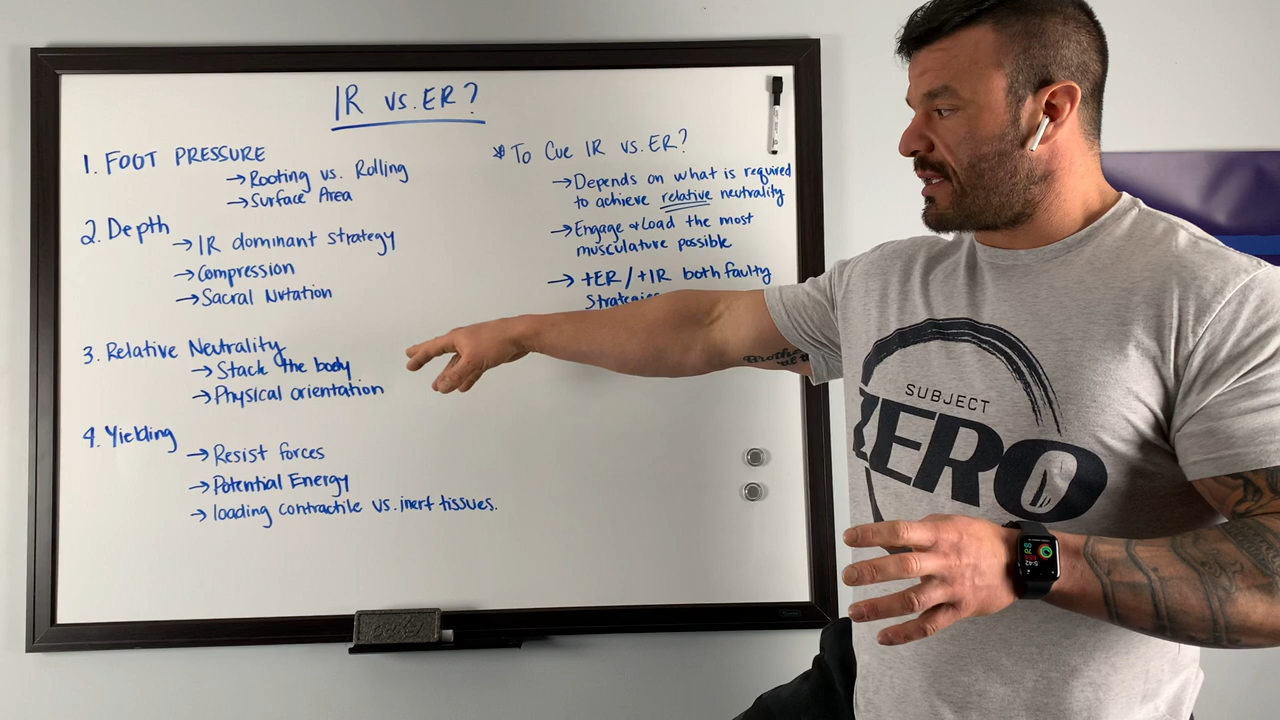 IR vs. ER?
1. FOOT PRESSURE
→ Rooting vs. Rolling
→ Surface Area
2. Depth
→ IR dominant strategy
→ Compression
→ Sacral Nutation
3. Relative Neutrality
→ Stack the body
→ Physical orientation
4. Yielding
→ Resist forces
→ Potential Energy
→ loading contractile vs. inert tissues.
* To Cue IR vs. ER?
→ Depends on what is required
to achieve relative neutrality
→ Engage & Load the most
musculature possible
→ +ER / +IR both faulty
Strategies
SUBJECT
ZERO
5:42